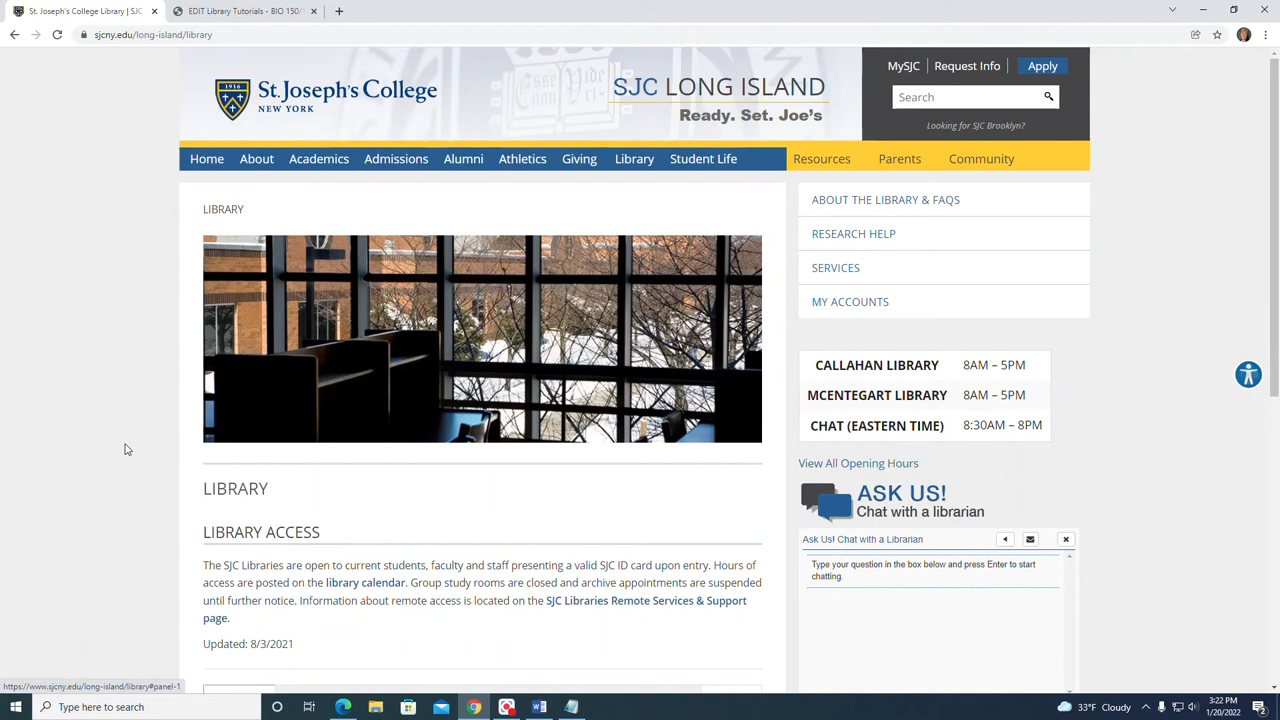 St. Joseph's College Library | SJC
EDIT Library Tutorials - BIO 150/
sjcny.edu/long-island/library
1916
St. Joseph's College
NEW YORK
Esse Non Videri
SJC LONG ISLAND
Ready. Set. Joe's
MySJC Request Info Apply
Search
Looking for SJC Brooklyn?
Home About Academics Admissions Alumni Athletics Giving Library Student Life Resources Parents Community
LIBRARY
ABOUT THE LIBRARY & FAQS
RESEARCH HELP
SERVICES
MY ACCOUNTS
CALLAHAN LIBRARY 8AM – 5PM
MCENTEGART LIBRARY 8AM – 5PM
CHAT (EASTERN TIME) 8:30AM – 8PM
View All Opening Hours
ASK US!
Chat with a librarian
Ask Us! Chat with a Librarian
Type your question in the box below and press Enter to start
chatting.
LIBRARY
LIBRARY ACCESS
The SJC Libraries are open to current students, faculty and staff presenting a valid SJC ID card upon entry. Hours of
access are posted on the library calendar. Group study rooms are closed and archive appointments are suspended
until further notice. Information about remote access is located on the SJC Libraries Remote Services & Support
page.
Updated: 8/3/2021
https://www.sjcny.edu/long-island/library#panel-1
Type here to search
33°F Cloudy
3:22 PM
1/20/2022
2